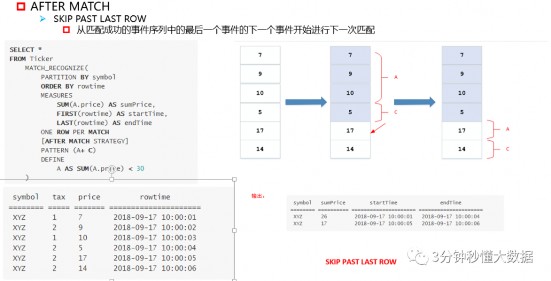 AFTER MATCH
SKIP PAST LAST ROW
从匹配成功的事件序列中的最后一个事件的下一个事件开始进行下一次匹配
SELECT *
FROM Ticker
MATCH_RECOGNIZE(
PARTITION BY symbol
ORDER BY rowtime
MEASURES
SUM(A.price) AS sumPrice,
FIRST(rowtime) AS startTime,
LAST(rowtime) AS endTime
ONE ROW PER MATCH
[AFTER MATCH STRATEGY]
PATTERN (A+ C)
DEFINE
A AS SUM(A.price) < 30
)
7
9
10
5
17
14
7
9
10
5
17
14
A
C
7
9
10
5
17
14
A
C
symbol tax price rowtime
======== ===== ======== =====================
XYZ 1 7 2018-09-17 10:00:01
XYZ 2 9 2018-09-17 10:00:02
XYZ 1 10 2018-09-17 10:00:03
XYZ 2 5 2018-09-17 10:00:04
XYZ 2 17 2018-09-17 10:00:05
XYZ 2 14 2018-09-17 10:00:06
输出:
symbol sumPrice startTime endTime
======== ========== ===================== =====================
XYZ 26 2018-09-17 10:00:01 2018-09-17 10:00:04
XYZ 17 2018-09-17 10:00:05 2018-09-17 10:00:06
SKIP PAST LAST ROW
3分钟秒懂大数据